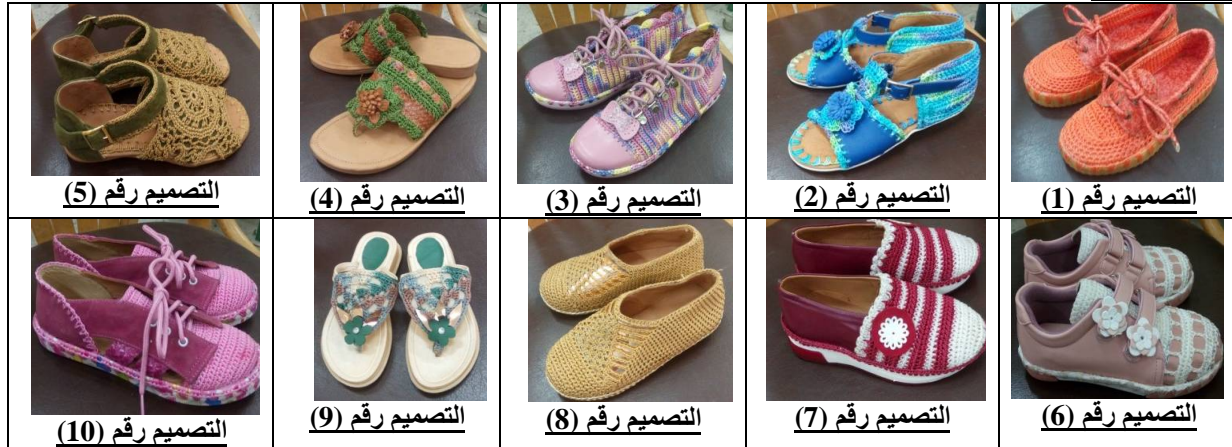 التصميم رقم (1)
التصميم رقم (2)
التصميم رقم (3)
التصميم رقم (4)
التصميم رقم (5)
التصميم رقم (6)
التصميم رقم (7)
التصميم رقم (8)
التصميم رقم (9)
التصميم رقم (10)